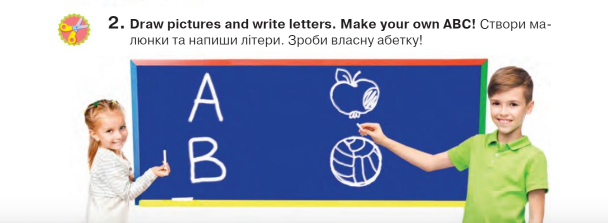 2. Draw pictures and write letters. Make your own ABC! Створи ма-
люнки та напиши літери. Зроби власну абетку!
A
B